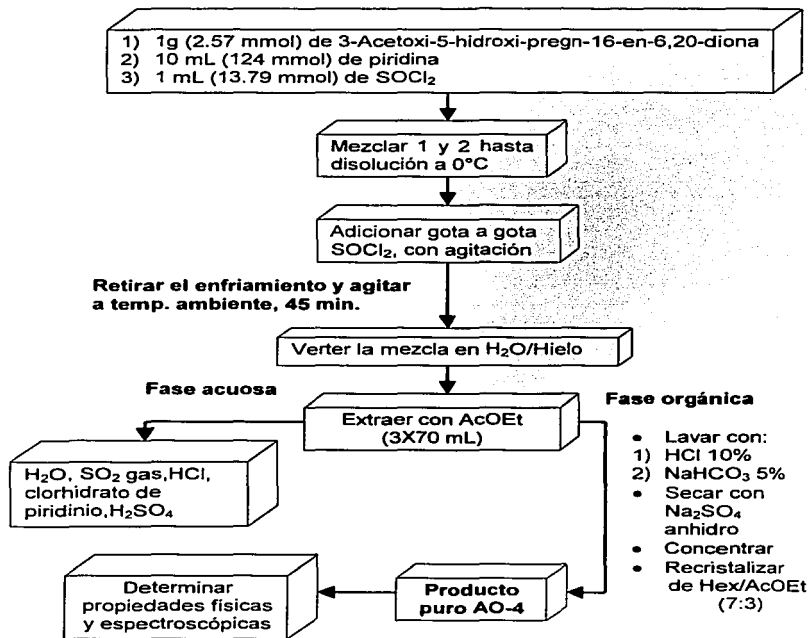 1) 1g (2.57 mmol) de 3-Acetoxi-5-hidroxi-pregn-16-en-6,20-diona
2) 10 mL (124 mmol) de piridina
3) 1 mL (13.79 mmol) de SOCl₂
Mezclar 1 y 2 hasta
disolución a 0°C
Adicionar gota a gota
SOCl₂, con agitación
Retirar el enfriamiento y agitar
a temp. ambiente, 45 min.
Verter la mezcla en H₂O/Hielo
Fase acuosa
Extraer con AcOEt
(3X70 mL)
Fase orgánica
H₂O, SO₂ gas,HCl,
clorhidrato de
piridinio,H₂SO₄
• Lavar con:
1) HCl 10%
2) NaHCO₃ 5%
• Secar con
Na₂SO₄
anhidro
• Concentrar
• Recristalizar
de Hex/AcOEt
(7:3)
Producto
puro AO-4
Determinar
propiedades físicas
y espectroscópicas